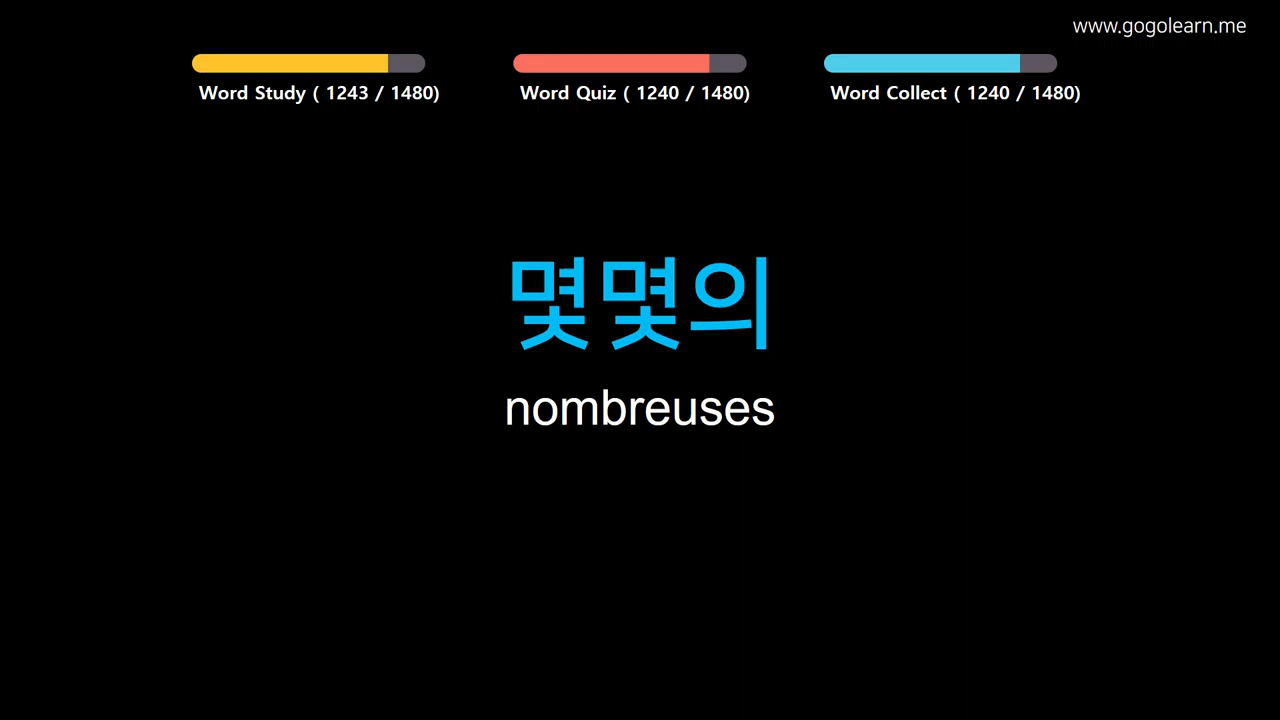 www.gogolearn.me
Word Study ( 1243 / 1480)
Word Quiz ( 1240 / 1480)
Word Collect ( 1240 / 1480)
몇몇의
nombreuses